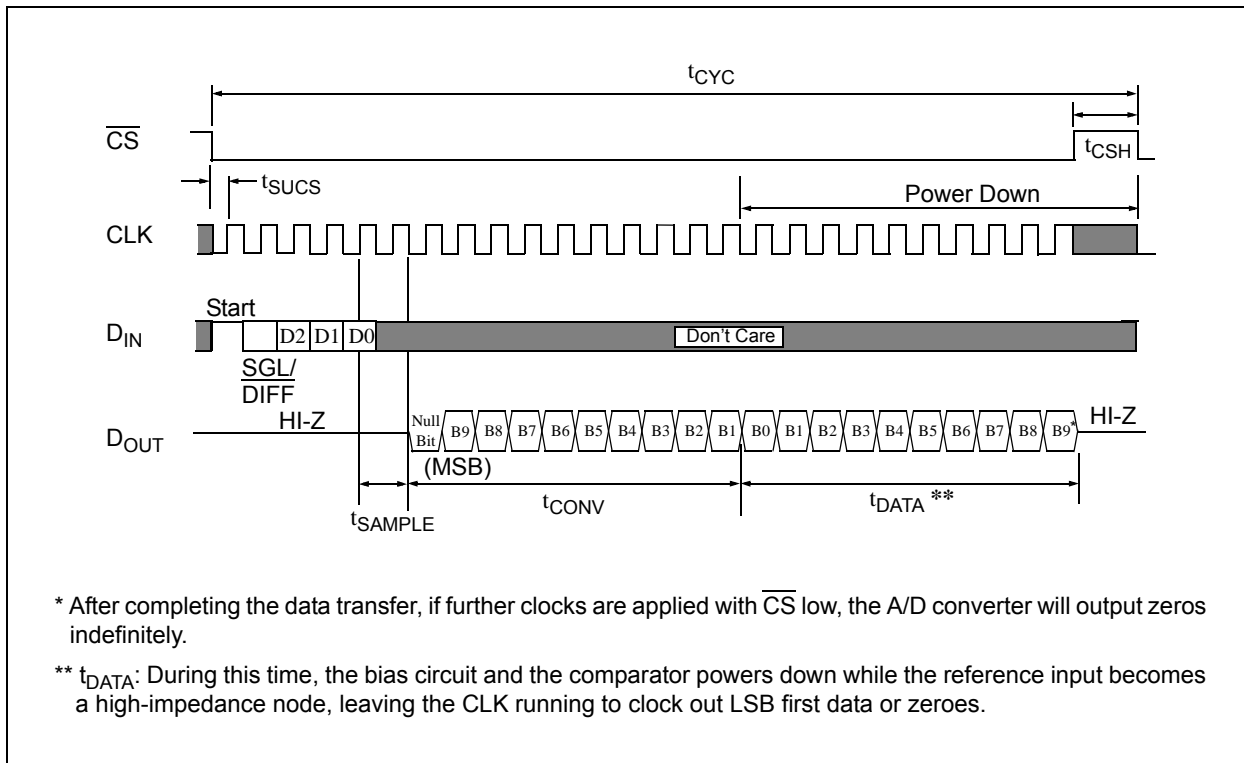 tCYC
CS
tCSH
tSUCS
Power Down
CLK
Start
DIN
D2 D1 D0
Don't Care
SGL/
DIFF
HI-Z
DOUT
Null
Bit
B9 B8 B7 B6 B5 B4 B3 B2 B1 B0 B1 B2 B3 B4 B5 B6 B7 B8 B9*
HI-Z
(MSB)
tSAMPLE
tCONV
tDATA **
* After completing the data transfer, if further clocks are applied with CS low, the A/D converter will output zeros
indefinitely.
** tDATA: During this time, the bias circuit and the comparator powers down while the reference input becomes
a high-impedance node, leaving the CLK running to clock out LSB first data or zeroes.